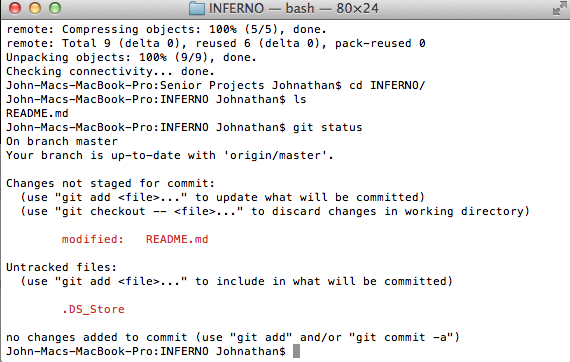 INFERNO — bash — 80×24
remote: Compressing objects: 100% (5/5), done.
remote: Total 9 (delta 0), reused 6 (delta 0), pack-reused 0
Unpacking objects: 100% (9/9), done.
Checking connectivity... done.
John-Macs-MacBook-Pro:Senior Projects Johnathan$ cd INFERNO/
John-Macs-MacBook-Pro:INFERNO Johnathan$ ls
README.md
John-Macs-MacBook-Pro:INFERNO Johnathan$ git status
On branch master
Your branch is up-to-date with 'origin/master'.
Changes not staged for commit:
  (use "git add <file>..." to update what will be committed)
  (use "git checkout -- <file>..." to discard changes in working directory)
        modified:   README.md
Untracked files:
  (use "git add <file>..." to include in what will be committed)
        .DS_Store
no changes added to commit (use "git add" and/or "git commit -a")
John-Macs-MacBook-Pro:INFERNO Johnathan$